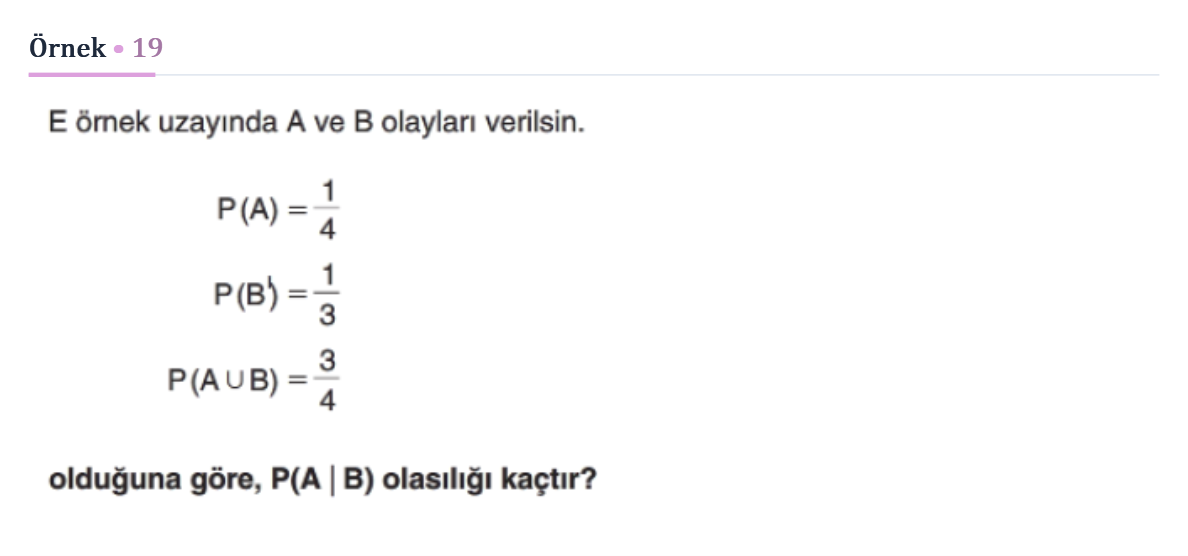 Örnek • 19
E örnek uzayında A ve B olayları verilsin.
P(A) = 1/4
P(B') = 1/3
P(A ∪ B) = 3/4
olduğuna göre, P(A | B) olasılığı kaçtır?